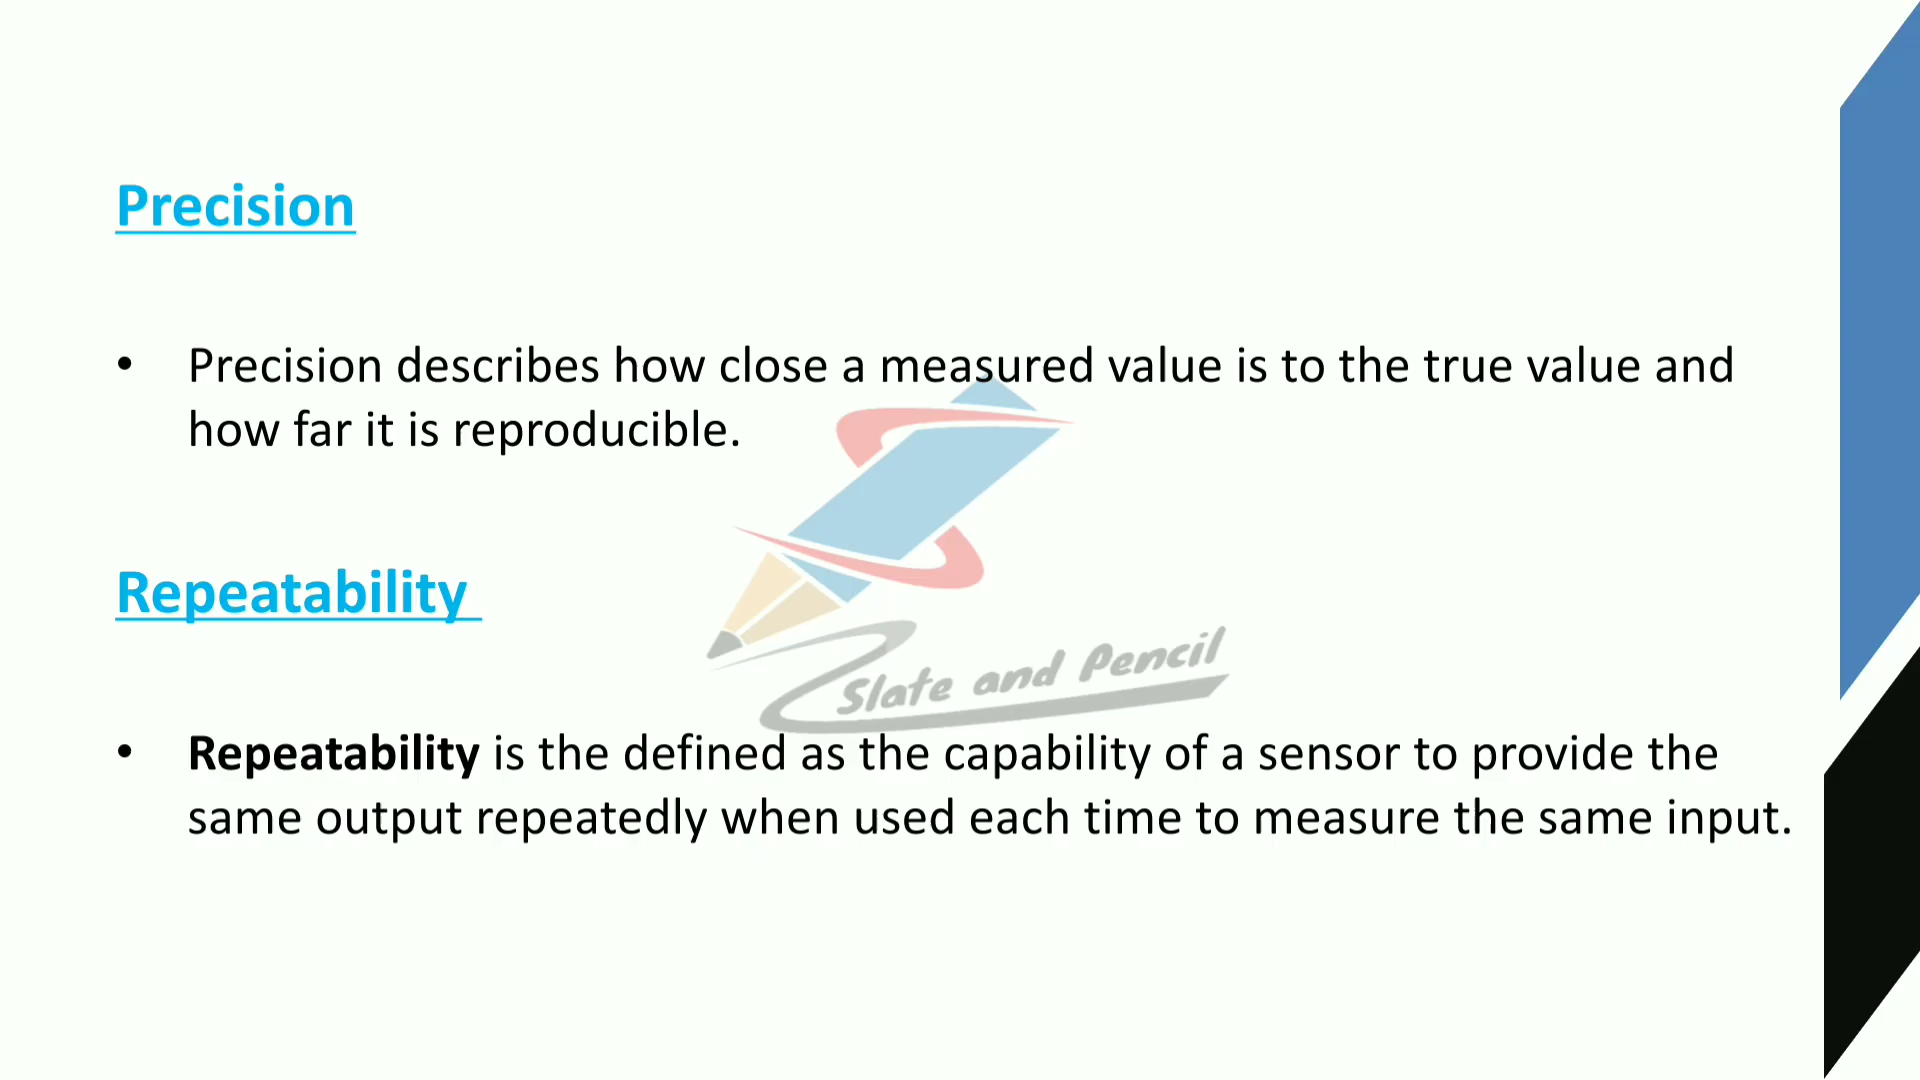 Precision
• Precision describes how close a measured value is to the true value and
how far it is reproducible.
Repeatability
Slate and Pencil
• Repeatability is the defined as the capability of a sensor to provide the
same output repeatedly when used each time to measure the same input.